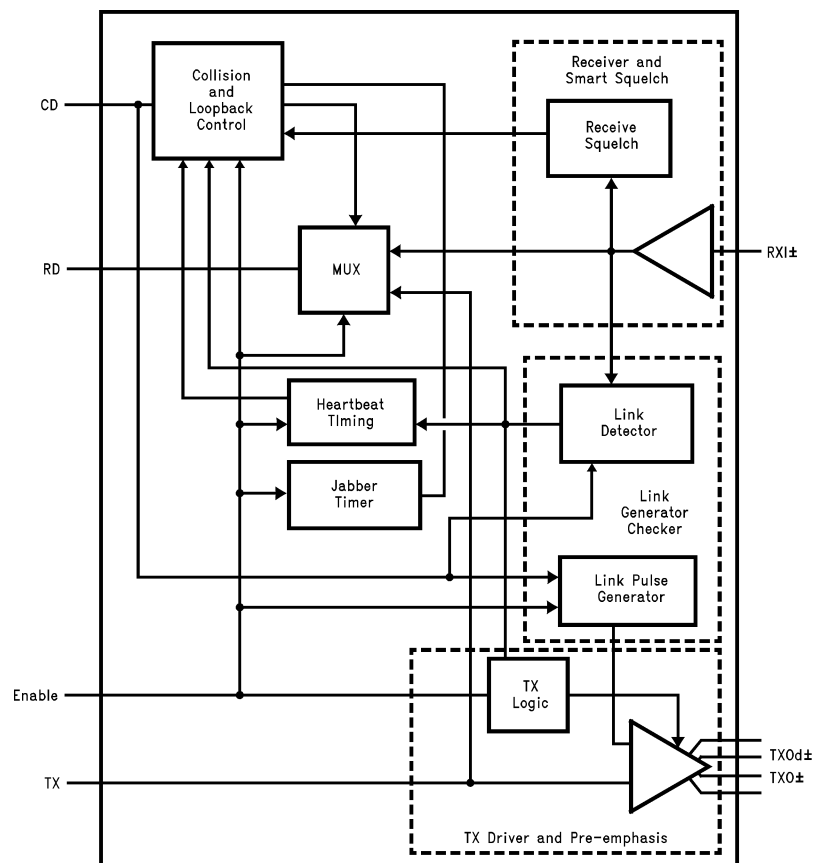 Collision
and
Loopback
Control
Receiver and
Smart Squelch
CD
Receive
Squelch
RD
MUX
RXI±
Heartbeat
TIming
Link
Detector
Jabber
Timer
Link
Generator
Checker
Link Pulse
Generator
Enable
TX
Logic
TXOd±
TXO±
TX
TX Driver and Pre-emphasis